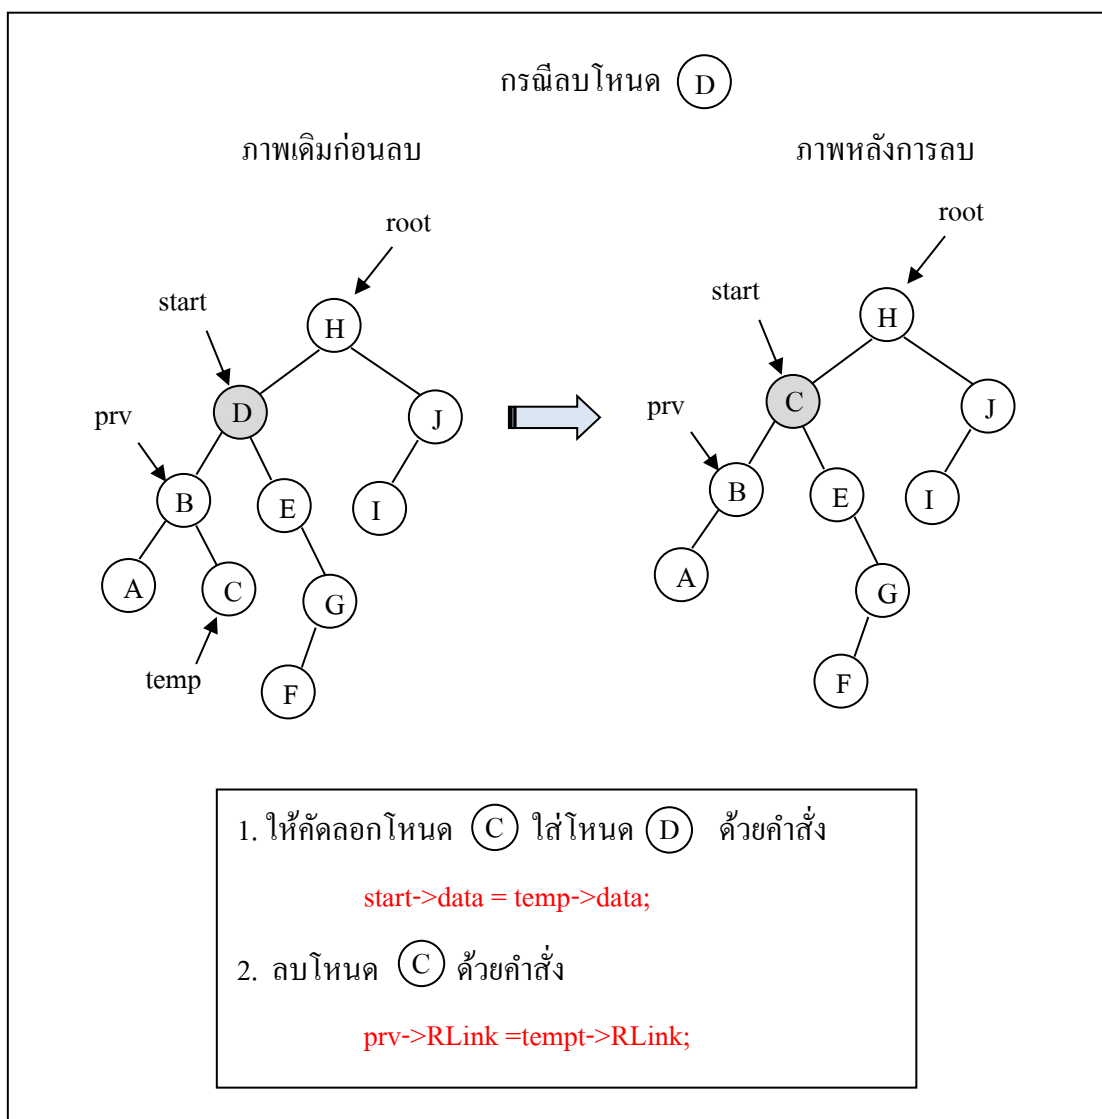 กรณีลบโหนด D
ภาพเดิมก่อนลบ
ภาพหลังการลบ
root
start
H
D
J
prv
B
E
I
A
C
G
temp
F
root
start
H
C
J
prv
B
E
I
A
G
F
1. ให้คัดลอกโหนด C ใส่โหนด D ด้วยคำสั่ง
start->data = temp->data;
2. ลบโหนด C ด้วยคำสั่ง
prv->RLink =tempt->RLink;